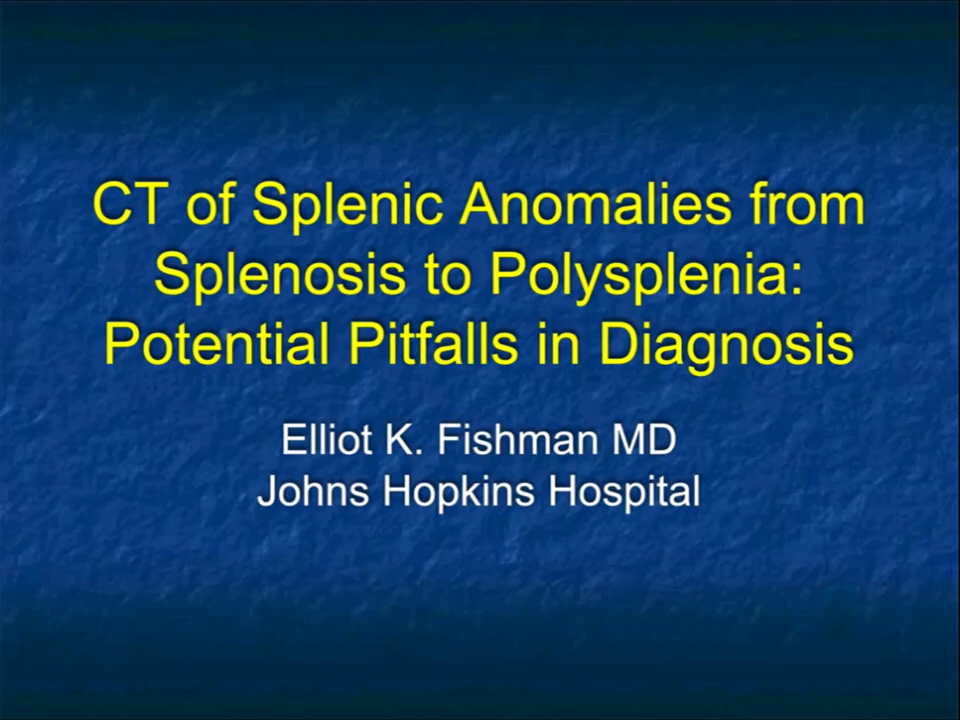 CT of Splenic Anomalies from
Splenosis to Polysplenia:
Potential Pitfalls in Diagnosis
Elliot K. Fishman MD
Johns Hopkins Hospital